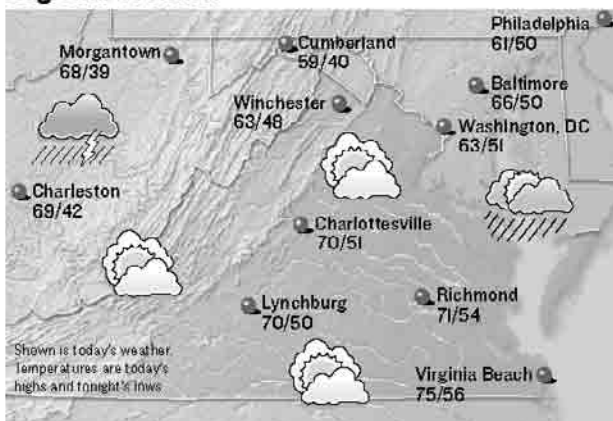 Philadelphia
61/50
Morgantown
68/39
Cumberland
59/40
Baltimore
66/50
Winchester
63/48
Washington, DC
63/51
Charleston
69/42
Charlottesville
70/51
Lynchburg
70/50
Richmond
71/54
Shown is today's weather.
Temperatures are today's
highs and tonight's lows
Virginia Beach
75/56